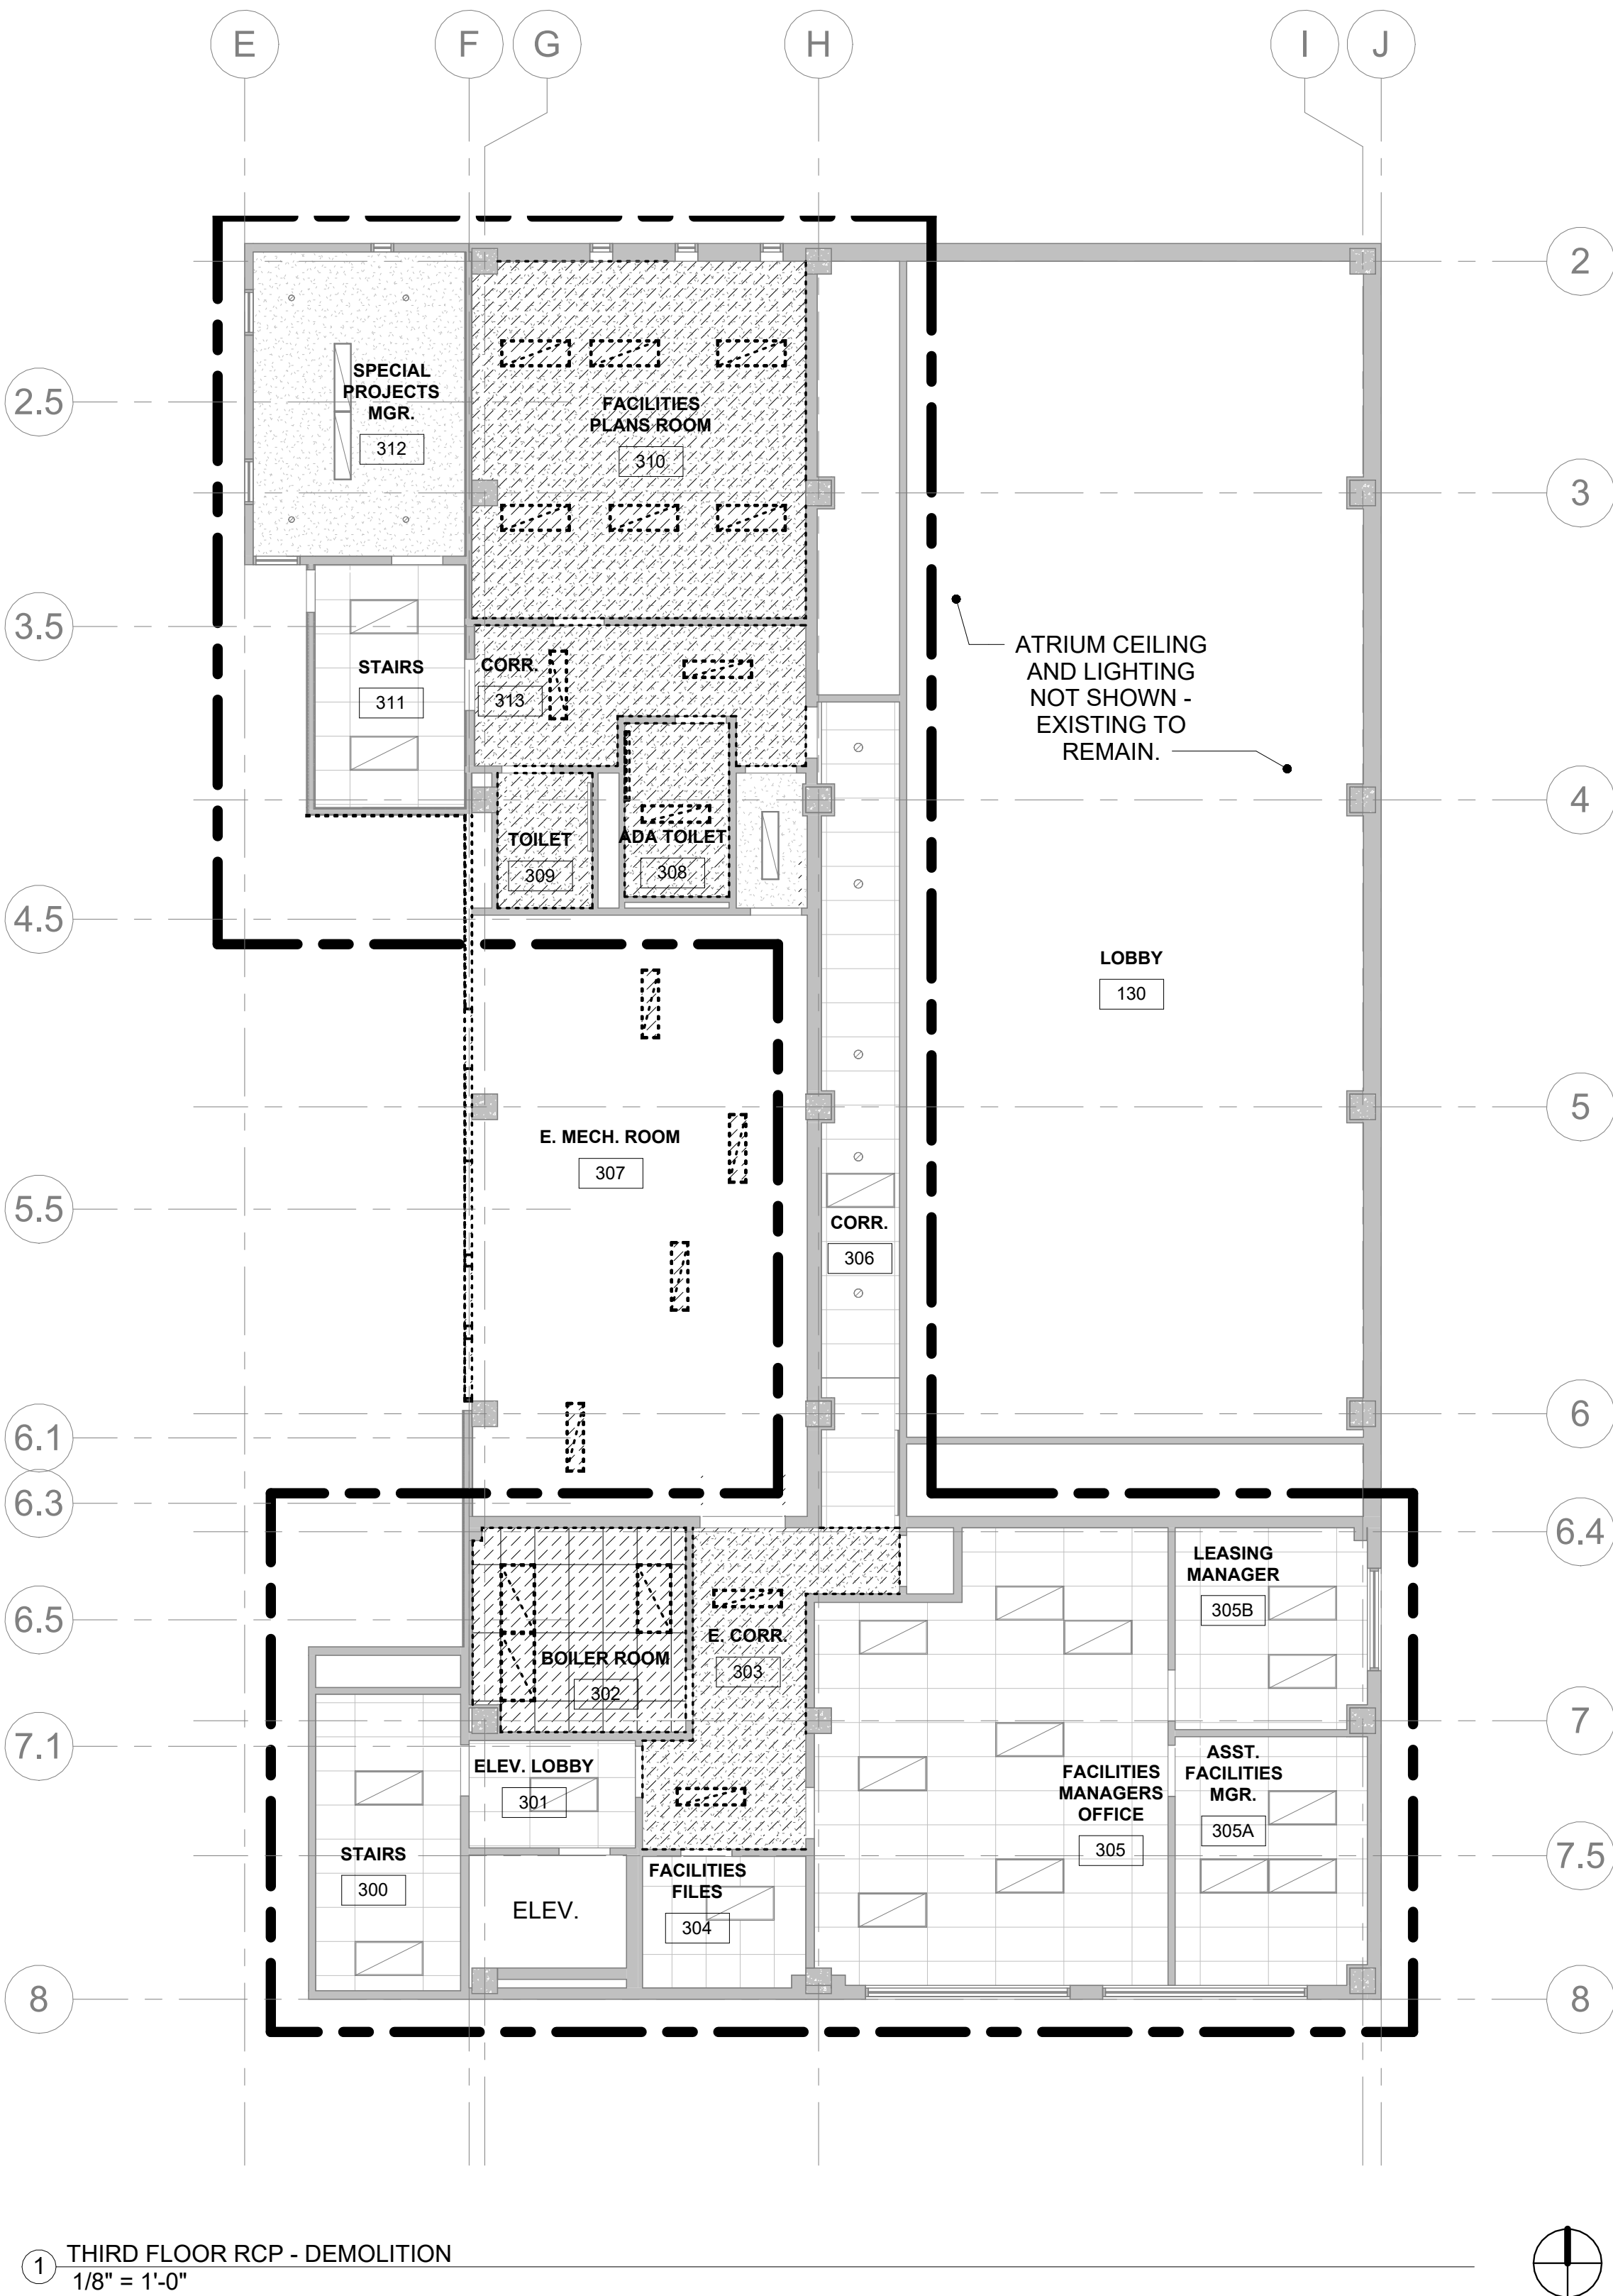 E
F
G
H
I
J
2
2.5
3
3.5
4
4.5
5
5.5
6
6.1
6.3
6.4
6.5
7
7.1
7.5
8
8
SPECIAL
PROJECTS
MGR.
312
FACILITIES
PLANS ROOM
310
STAIRS
311
CORR.
313
ATRIUM CEILING
AND LIGHTING
NOT SHOWN -
EXISTING TO
REMAIN.
TOILET
309
ADA TOILET
308
LOBBY
130
E. MECH. ROOM
307
CORR.
306
LEASING
MANAGER
305B
E. CORR.
303
BOILER ROOM
302
ELEV. LOBBY
301
FACILITIES
MANAGERS
OFFICE
305
ASST.
FACILITIES
MGR.
305A
STAIRS
300
ELEV.
FACILITIES
FILES
304
1
THIRD FLOOR RCP - DEMOLITION
1/8" = 1'-0"